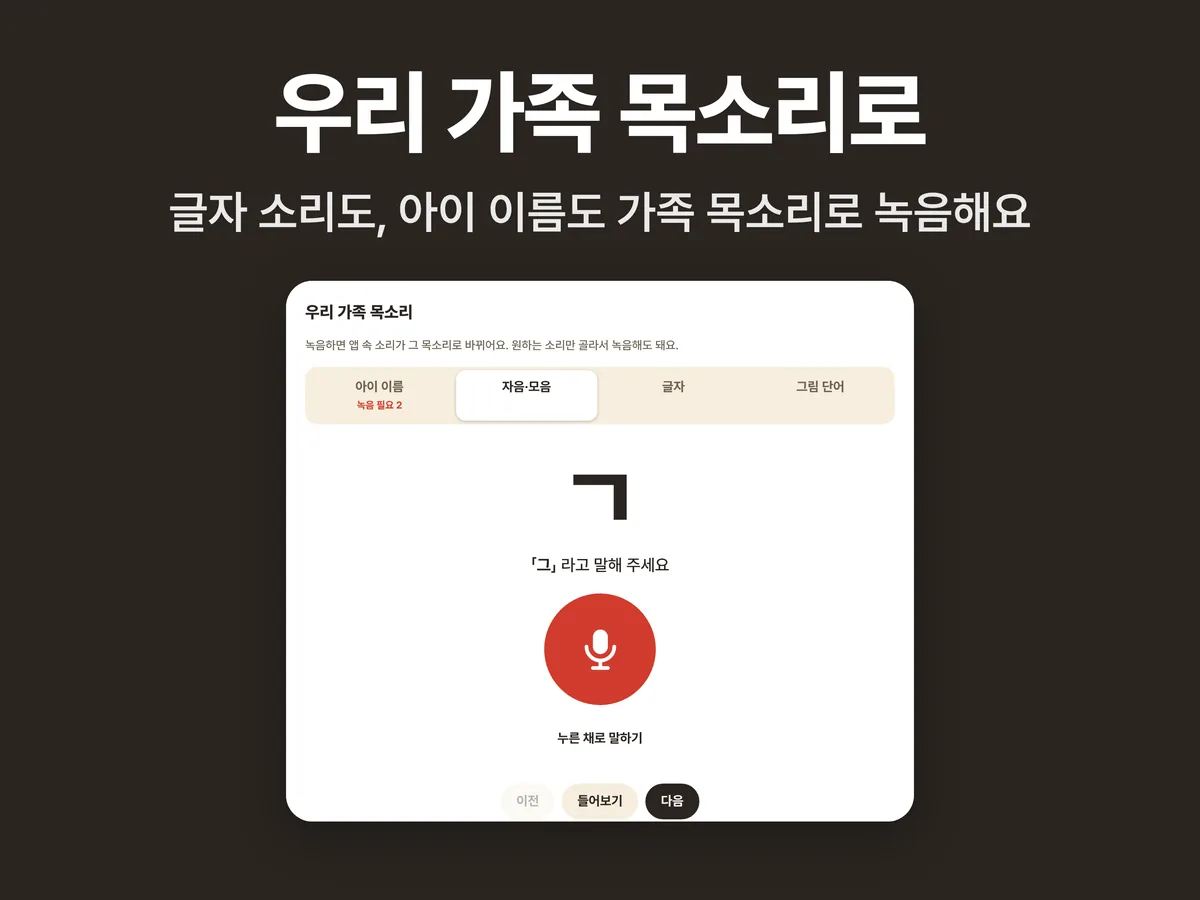 우리 가족 목소리로
글자 소리도, 아이 이름도 가족 목소리로 녹음해요
우리 가족 목소리
녹음하면 앱 속 소리가 그 목소리로 바뀌어요. 원하는 소리만 골라서 녹음해도 돼요.
아이 이름 자음·모음 글자 그림 단어
녹음 필요 2
ㄱ
「그」 라고 말해 주세요
누른 채로 말하기
이전 들어보기 다음